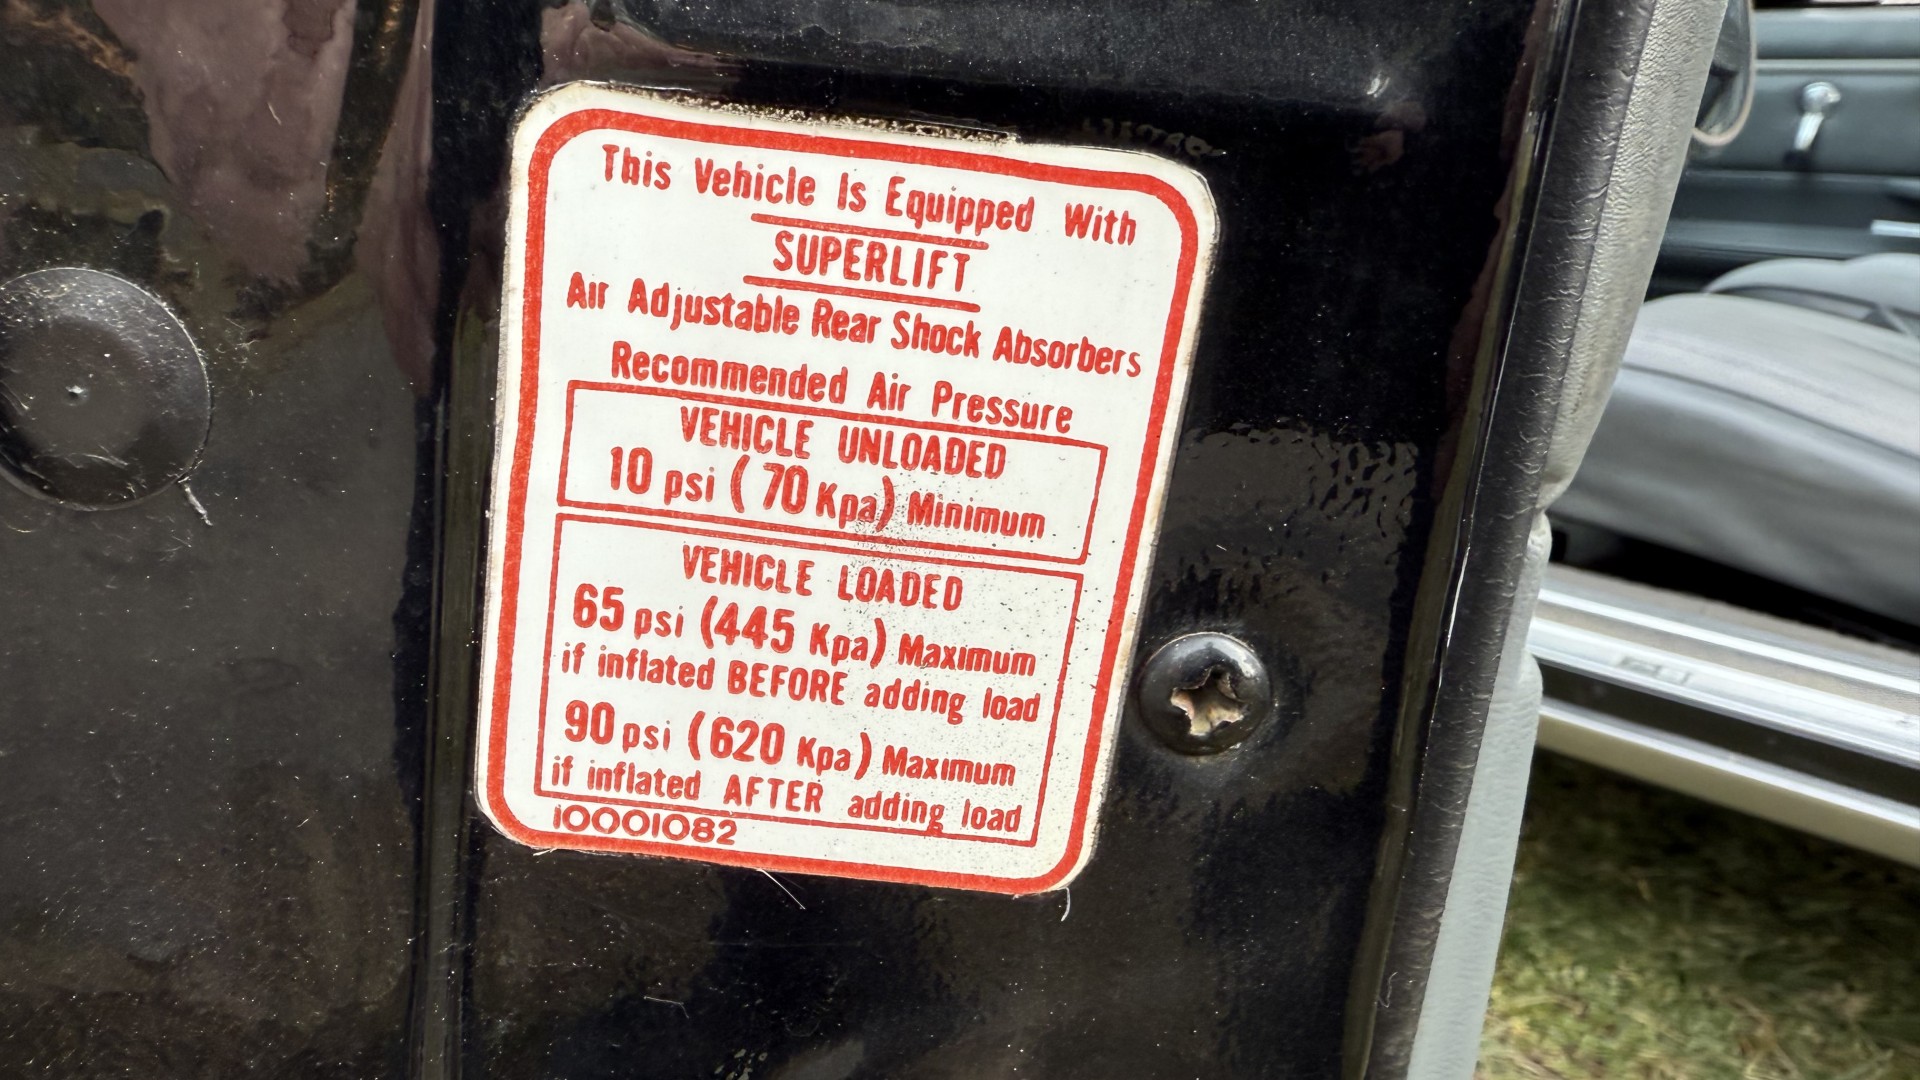 This Vehicle Is Equipped With
SUPERLIFT
Air Adjustable Rear Shock Absorbers
Recommended Air Pressure
VEHICLE UNLOADED
10 psi (70 Kpa) Minimum
VEHICLE LOADED
65 psi (445 Kpa) Maximum
if inflated BEFORE adding load
90 psi (620 Kpa) Maximum
if inflated AFTER adding load
10001082